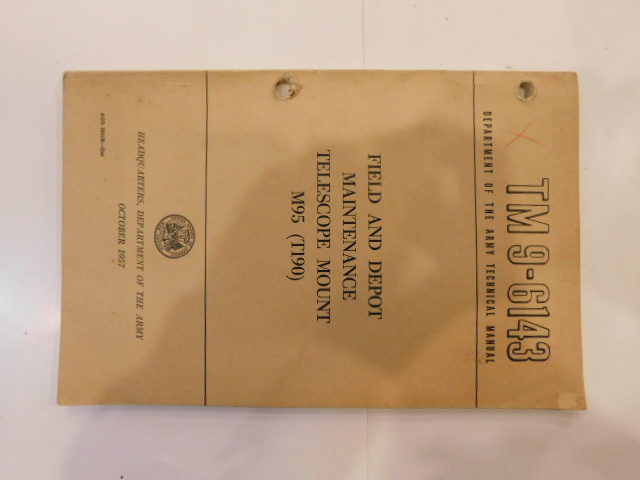 TM 9-6143
DEPARTMENT OF THE ARMY TECHNICAL MANUAL
FIELD AND DEPOT
MAINTENANCE
TELESCOPE MOUNT
M95 (T190)
HEADQUARTERS, DEPARTMENT OF THE ARMY
OCTOBER 1957